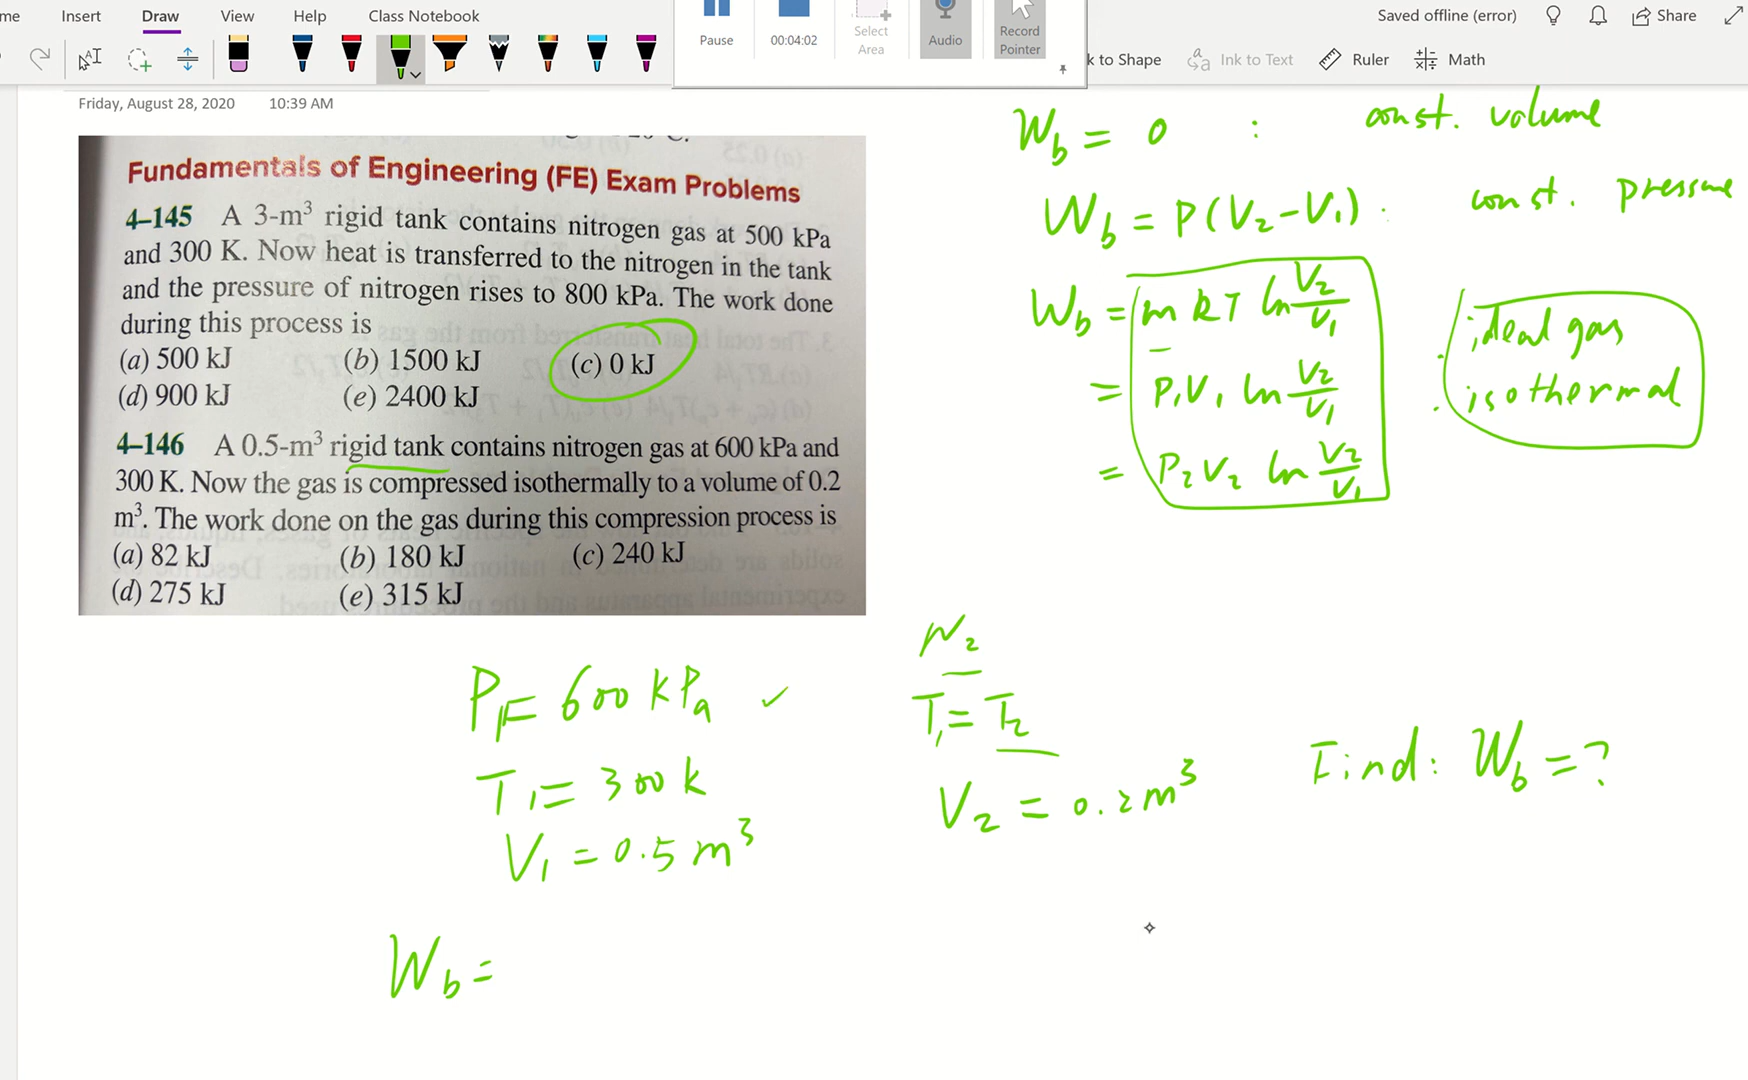 me Insert Draw View Help Class Notebook
Pause 00:04:02 Select Area Audio Record Pointer
Saved offline (error) Share
k to Shape Ink to Text Ruler Math
Friday, August 28, 2020 10:39 AM
Fundamentals of Engineering (FE) Exam Problems
4–145 A 3-m³ rigid tank contains nitrogen gas at 500 kPa
and 300 K. Now heat is transferred to the nitrogen in the tank
and the pressure of nitrogen rises to 800 kPa. The work done
during this process is
(a) 500 kJ (b) 1500 kJ (c) 0 kJ
(d) 900 kJ (e) 2400 kJ
4–146 A 0.5-m³ rigid tank contains nitrogen gas at 600 kPa and
300 K. Now the gas is compressed isothermally to a volume of 0.2
m³. The work done on the gas during this compression process is
(a) 82 kJ (b) 180 kJ (c) 240 kJ
(d) 275 kJ (e) 315 kJ
W_b = 0 : const. volume
W_b = P(V₂-V₁) : const. pressure
W_b = m R T ln V₂/V₁
= P₁V₁ ln V₂/V₁
= P₂V₂ ln V₂/V₁
ideal gas
isothermal
P₁ = 600 kPa
T₁ = 300 k
V₁ = 0.5 m³
N₂
T₁ = T₂
V₂ = 0.2 m³
Find: W_b = ?
W_b =